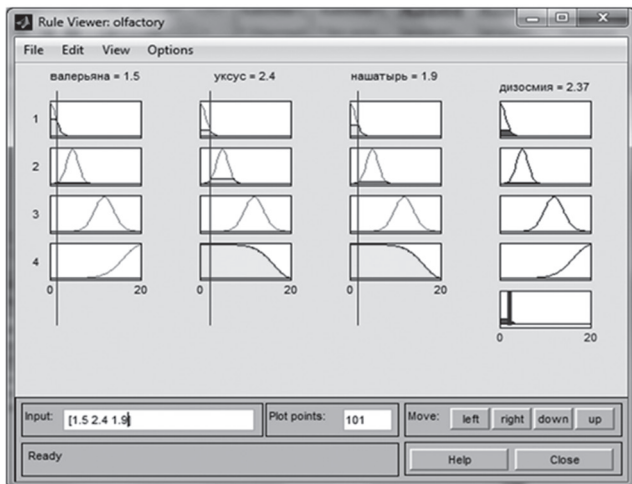 Rule Viewer: olfactory
File Edit View Options
валерьяна = 1.5 уксус = 2.4 нашатырь = 1.9 дизосмия = 2.37
1
2
3
4
0 20 0 20 0 20
0 20
Input: [1.5 2.4 1.9] Plot points: 101 Move: left right down up
Ready Help Close